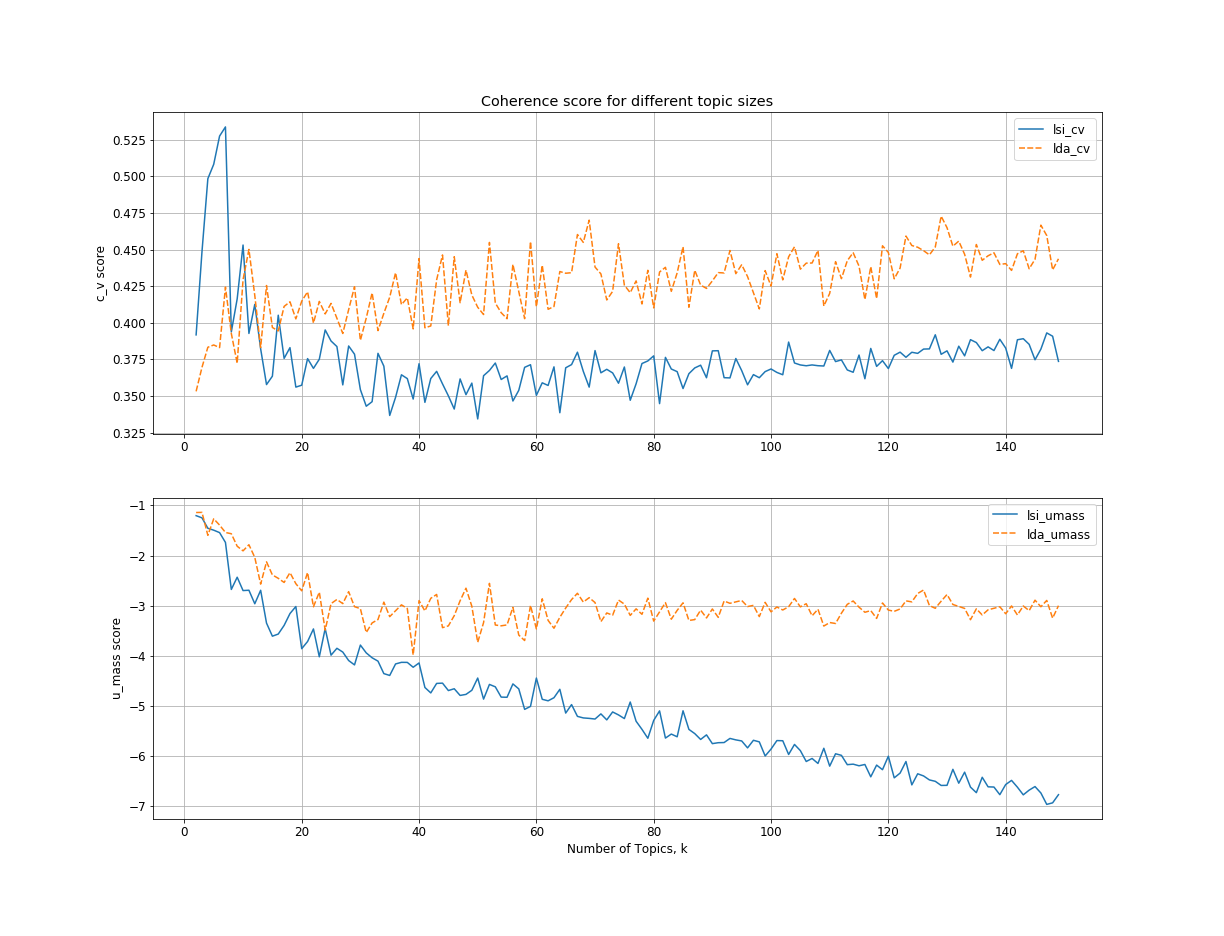 Coherence score for different topic sizes
c_v score
0.525
0.500
0.475
0.450
0.425
0.400
0.375
0.350
0.325
lsi_cv
lda_cv
0 20 40 60 80 100 120 140
u_mass score
−1
−2
−3
−4
−5
−6
−7
lsi_umass
lda_umass
0 20 40 60 80 100 120 140
Number of Topics, k